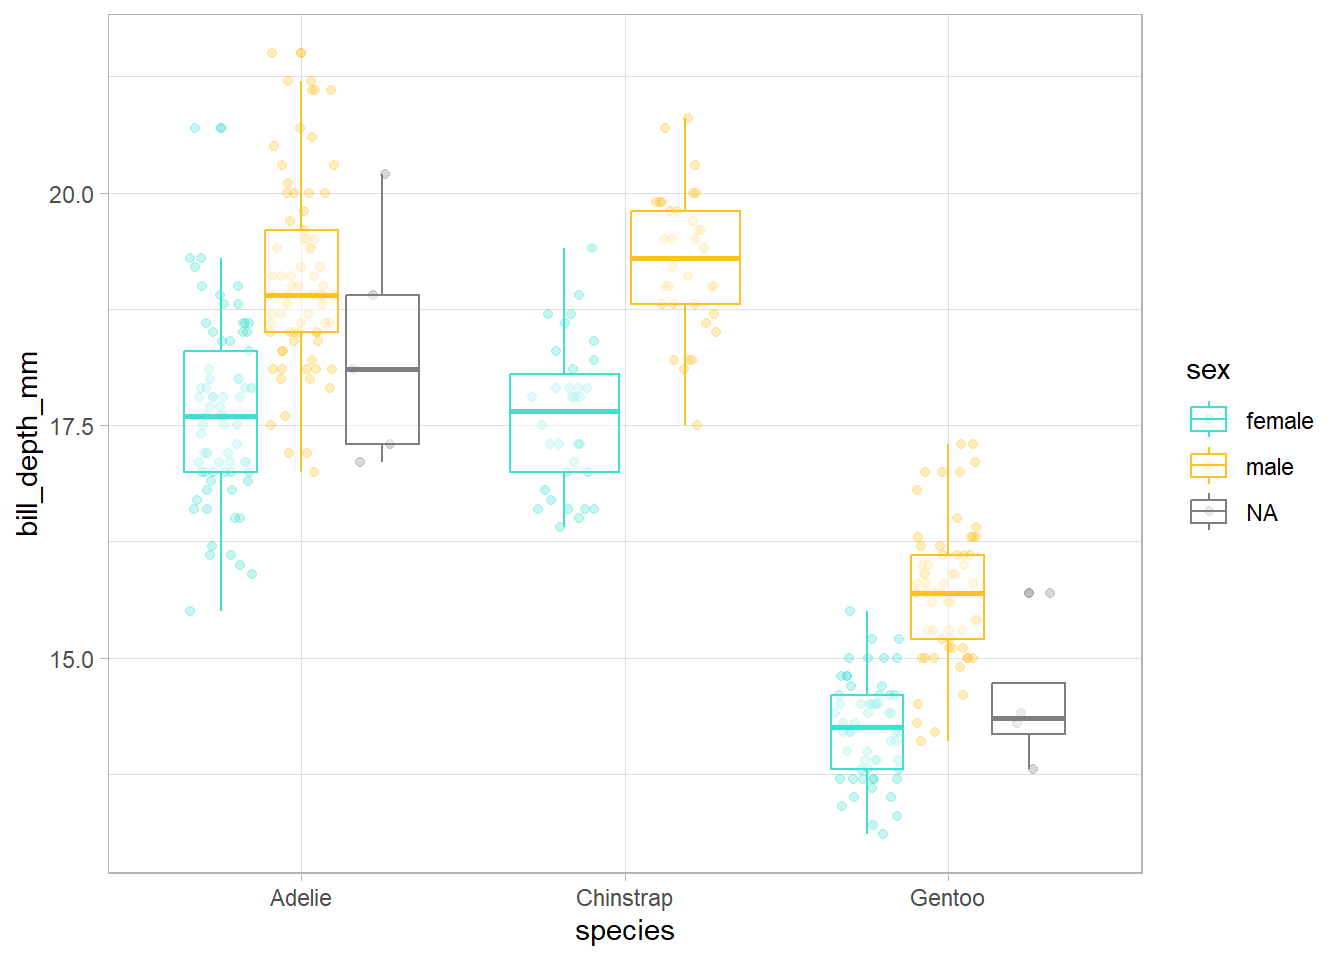 bill_depth_mm
20.0
17.5
15.0
Adelie
Chinstrap
Gentoo
species
sex
female
male
NA